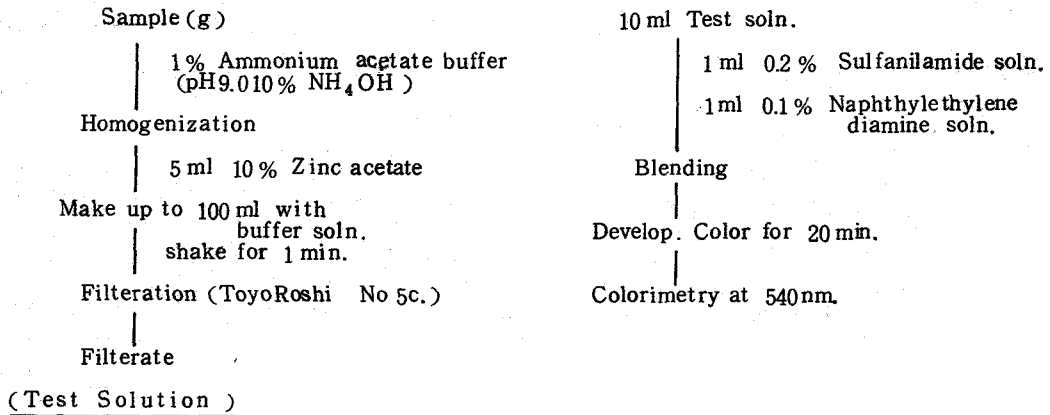 Sample (g)
1% Ammonium acetate buffer
(pH9.010% NH₄OH )
Homogenization
5 ml 10% Zinc acetate
Make up to 100 ml with
buffer soln.
shake for 1 min.
Filteration (ToyoRoshi No 5c.)
Filterate
(Test Solution )
10 ml Test soln.
1 ml 0.2 % Sulfanilamide soln.
1 ml 0.1 % Naphthylethylene
diamine soln.
Blending
Develop. Color for 20 min.
Colorimetry at 540 nm.